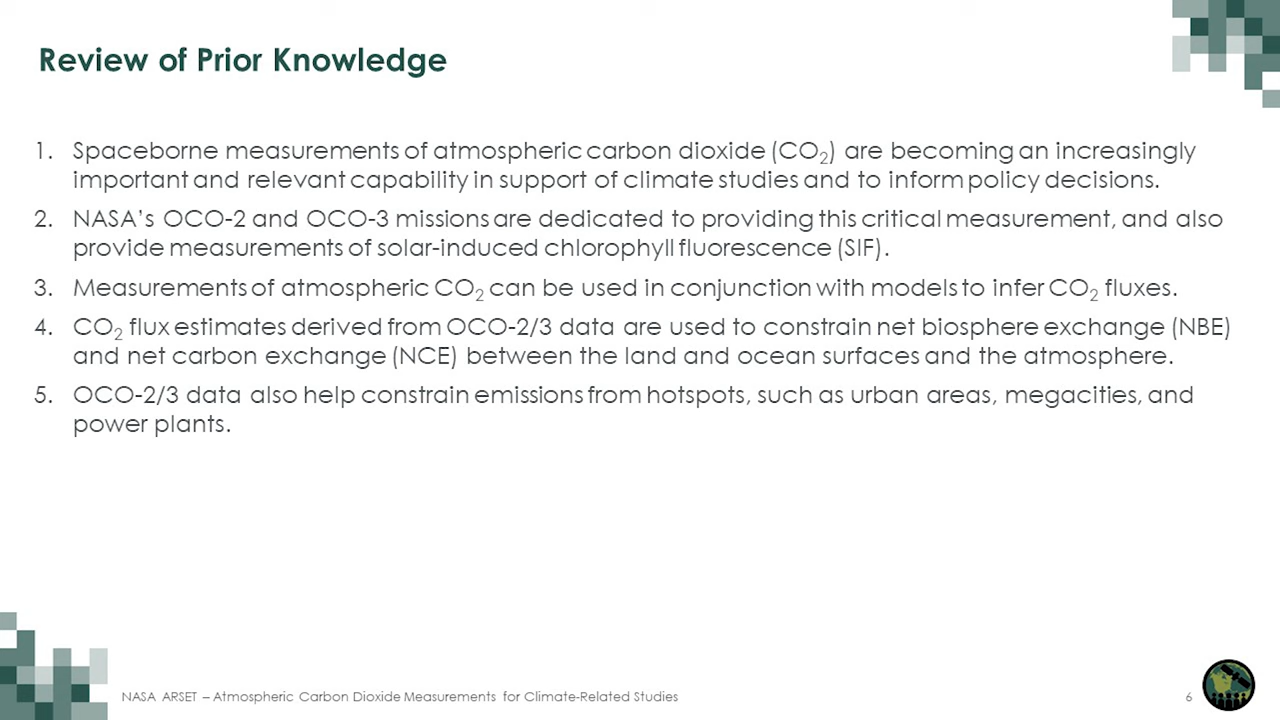 Review of Prior Knowledge
1. Spaceborne measurements of atmospheric carbon dioxide (CO₂) are becoming an increasingly
important and relevant capability in support of climate studies and to inform policy decisions.
2. NASA's OCO-2 and OCO-3 missions are dedicated to providing this critical measurement, and also
provide measurements of solar-induced chlorophyll fluorescence (SIF).
3. Measurements of atmospheric CO₂ can be used in conjunction with models to infer CO₂ fluxes.
4. CO₂ flux estimates derived from OCO-2/3 data are used to constrain net biosphere exchange (NBE)
and net carbon exchange (NCE) between the land and ocean surfaces and the atmosphere.
5. OCO-2/3 data also help constrain emissions from hotspots, such as urban areas, megacities, and
power plants.
NASA ARSET – Atmospheric Carbon Dioxide Measurements for Climate-Related Studies
6